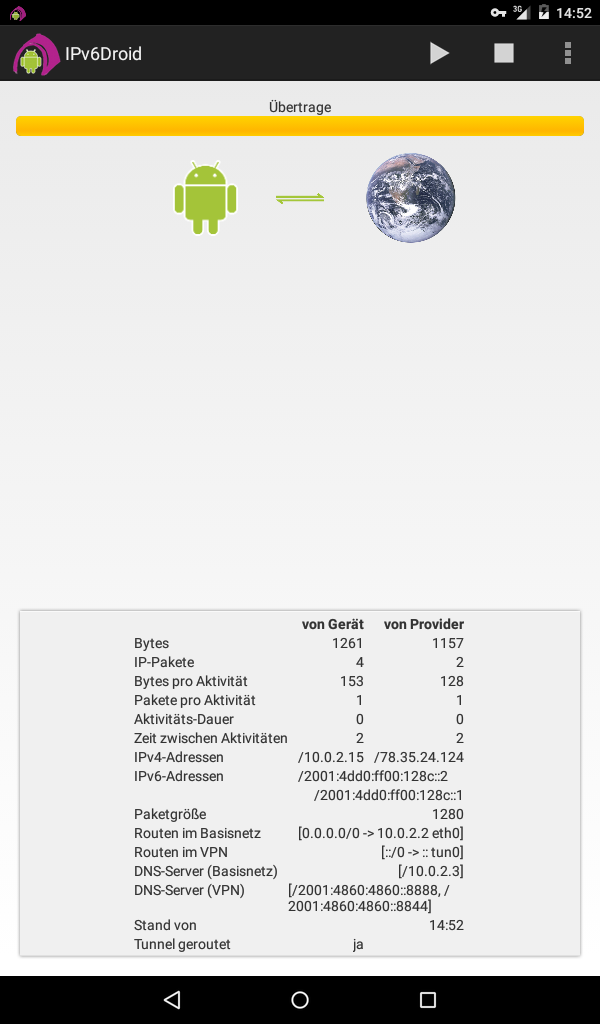 3G 14:52
IPv6Droid
Übertrage
von Gerät von Provider
Bytes 1261 1157
IP-Pakete 4 2
Bytes pro Aktivität 153 128
Pakete pro Aktivität 1 1
Aktivitäts-Dauer 0 0
Zeit zwischen Aktivitäten 2 2
IPv4-Adressen /10.0.2.15 /78.35.24.124
IPv6-Adressen /2001:4dd0:ff00:128c::2
/2001:4dd0:ff00:128c::1
Paketgröße 1280
Routen im Basisnetz [0.0.0.0/0 -> 10.0.2.2 eth0]
Routen im VPN [::/0 -> :: tun0]
DNS-Server (Basisnetz) [/10.0.2.3]
DNS-Server (VPN) [/2001:4860:4860::8888, /
2001:4860:4860::8844]
Stand von 14:52
Tunnel geroutet ja